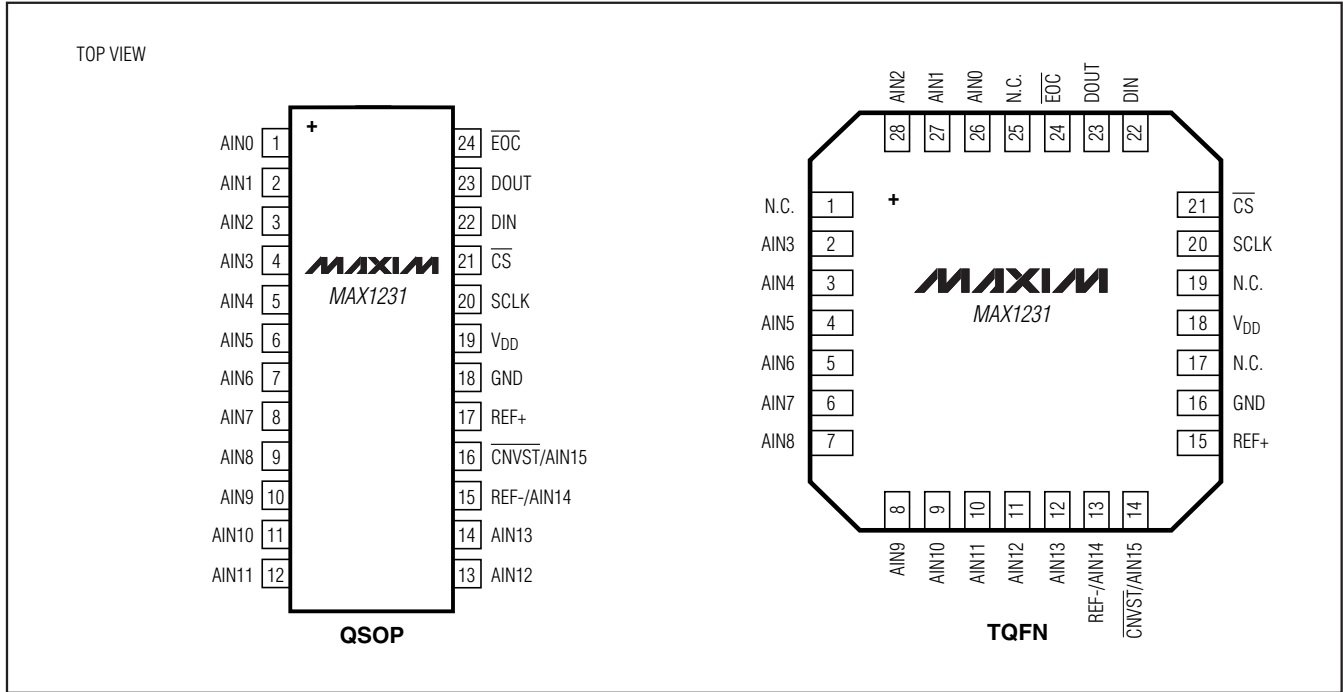 TOP VIEW
+
AIN0 1
AIN1 2
AIN2 3
AIN3 4
AIN4 5
AIN5 6
AIN6 7
AIN7 8
AIN8 9
AIN9 10
AIN10 11
AIN11 12
MAXIM
MAX1231
24 EOC
23 DOUT
22 DIN
21 CS
20 SCLK
19 VDD
18 GND
17 REF+
16 CNVST/AIN15
15 REF-/AIN14
14 AIN13
13 AIN12
QSOP
AIN2 AIN1 AIN0 N.C. EOC DOUT DIN
28 27 26 25 24 23 22
+
N.C. 1
AIN3 2
AIN4 3
AIN5 4
AIN6 5
AIN7 6
AIN8 7
MAXIM
MAX1231
21 CS
20 SCLK
19 N.C.
18 VDD
17 N.C.
16 GND
15 REF+
8 9 10 11 12 13 14
AIN9 AIN10 AIN11 AIN12 AIN13 REF-/AIN14 CNVST/AIN15
TQFN